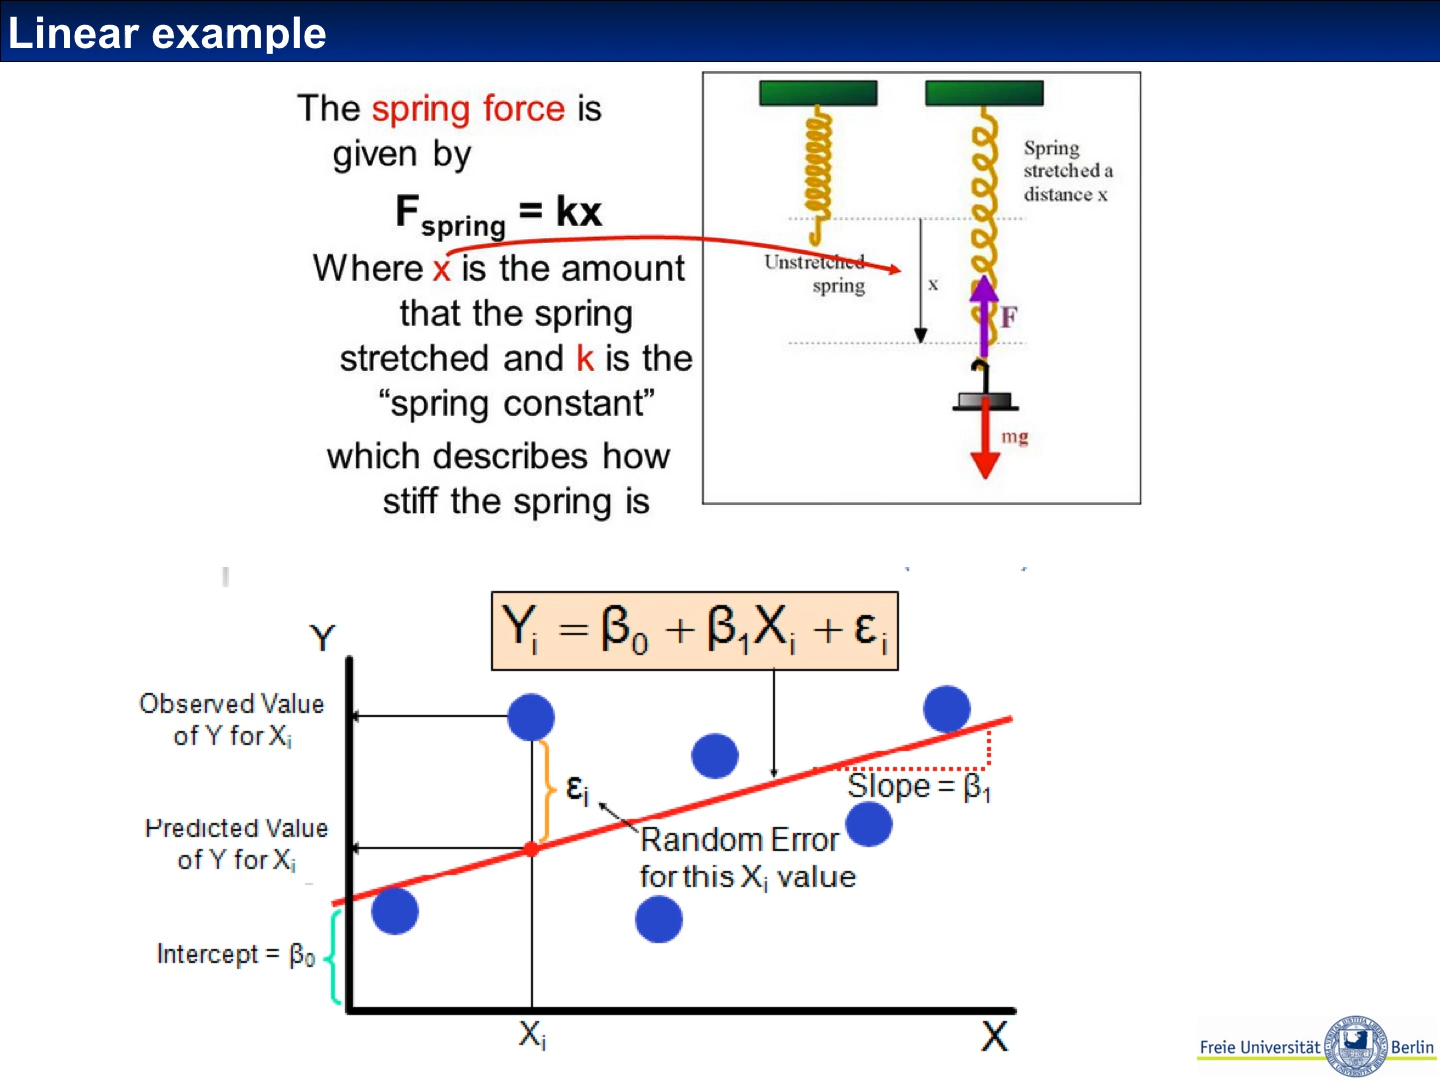 Linear example
The spring force is
given by
Fspring = kx
Where x is the amount
that the spring
stretched and k is the
“spring constant”
which describes how
stiff the spring is
Spring
stretched a
distance x
Unstretched
spring
x
F
mg
Yi = β0 + β1Xi + εi
Y
Observed Value
of Y for Xi
εi
Slope = β1
Predicted Value
of Y for Xi
Random Error
for this Xi value
Intercept = β0
Xi
X
Freie Universität Berlin